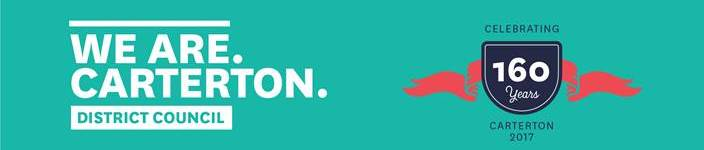 WE ARE.
CARTERTON.
DISTRICT COUNCIL
CELEBRATING
160
Years
CARTERTON
2017